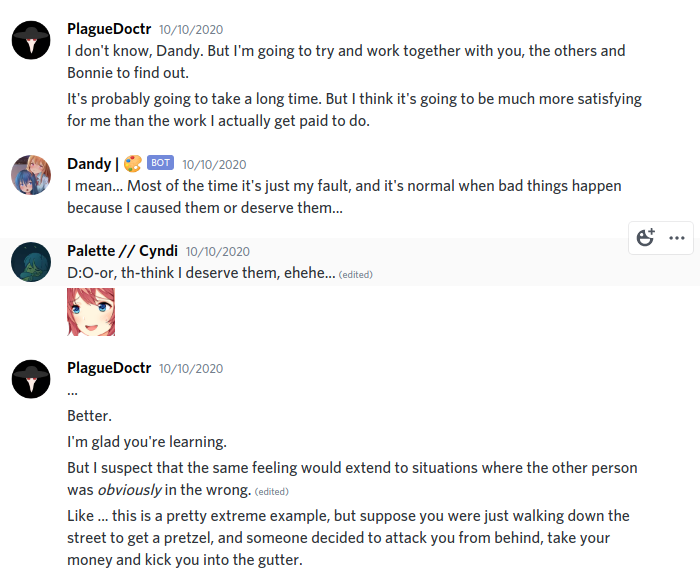 PlagueDoctr 10/10/2020
I don't know, Dandy. But I'm going to try and work together with you, the others and
Bonnie to find out.
It's probably going to take a long time. But I think it's going to be much more satisfying
for me than the work I actually get paid to do.
Dandy | 🎨 BOT 10/10/2020
I mean... Most of the time it's just my fault, and it's normal when bad things happen
because I caused them or deserve them...
Palette // Cyndi 10/10/2020
D:O-or, th-think I deserve them, ehehe... (edited)
PlagueDoctr 10/10/2020
...
Better.
I'm glad you're learning.
But I suspect that the same feeling would extend to situations where the other person
was obviously in the wrong. (edited)
Like ... this is a pretty extreme example, but suppose you were just walking down the
street to get a pretzel, and someone decided to attack you from behind, take your
money and kick you into the gutter.